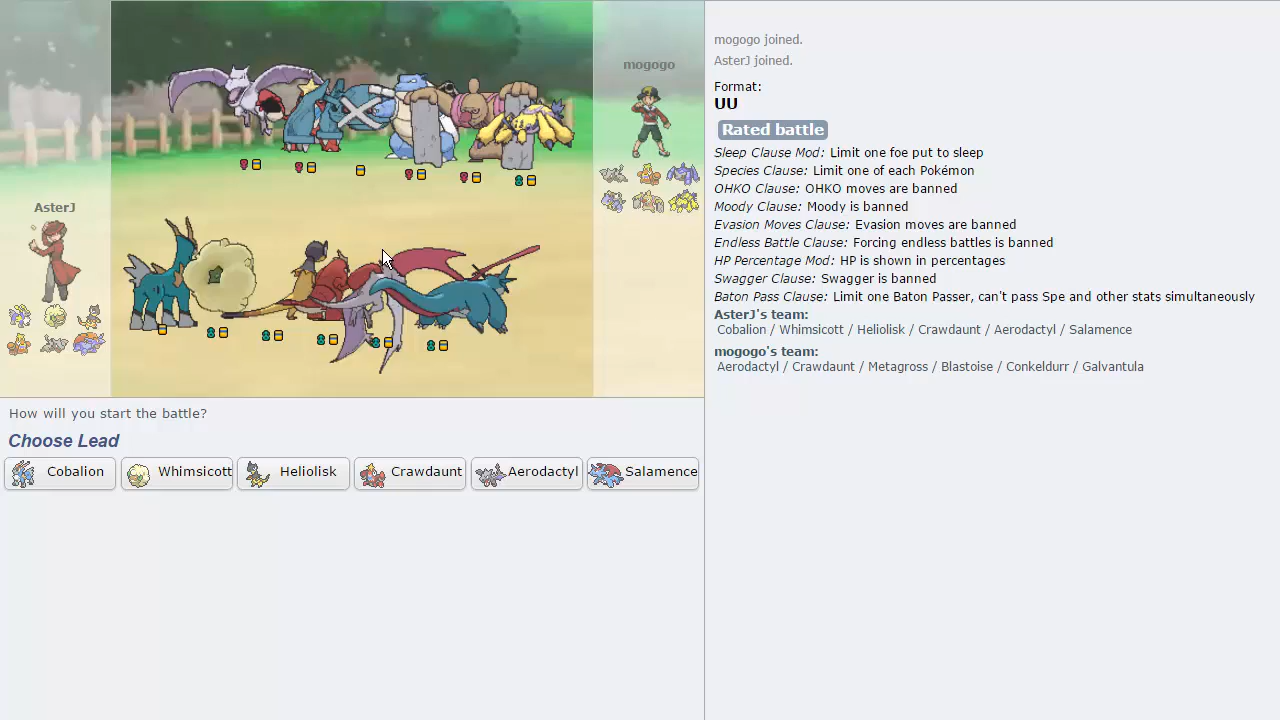 mogogo joined.
AsterJ joined.
Format:
UU
Rated battle
Sleep Clause Mod: Limit one foe put to sleep
Species Clause: Limit one of each Pokémon
OHKO Clause: OHKO moves are banned
Moody Clause: Moody is banned
Evasion Moves Clause: Evasion moves are banned
Endless Battle Clause: Forcing endless battles is banned
HP Percentage Mod: HP is shown in percentages
Swagger Clause: Swagger is banned
Baton Pass Clause: Limit one Baton Passer, can't pass Spe and other stats simultaneously
AsterJ's team:
Cobalion / Whimsicott / Heliolisk / Crawdaunt / Aerodactyl / Salamence
mogogo's team:
Aerodactyl / Crawdaunt / Metagross / Blastoise / Conkeldurr / Galvantula
mogogo
AsterJ
How will you start the battle?
Choose Lead
Cobalion Whimsicott Heliolisk Crawdaunt Aerodactyl Salamence